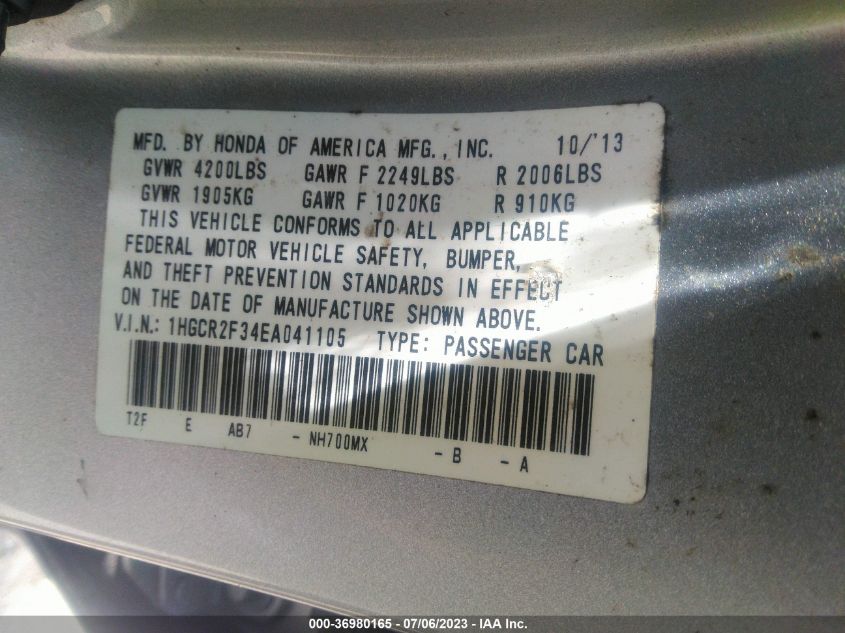 MFD. BY HONDA OF AMERICA MFG., INC. 10/'13
GVWR 4200LBS GAWR F 2249LBS R 2006LBS
GVWR 1905KG GAWR F 1020KG R 910KG
THIS VEHICLE CONFORMS TO ALL APPLICABLE
FEDERAL MOTOR VEHICLE SAFETY, BUMPER,
AND THEFT PREVENTION STANDARDS IN EFFECT
ON THE DATE OF MANUFACTURE SHOWN ABOVE.
V.I.N.: 1HGCR2F34EA041105 TYPE: PASSENGER CAR
T2F E AB7 - NH700MX - B - A
000-36980165 - 07/06/2023 - IAA Inc.